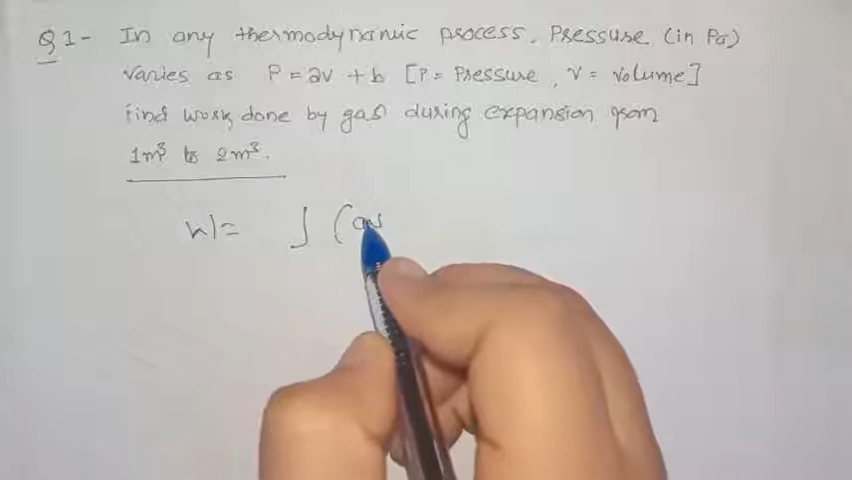 Q1- In any thermodynamic process, Pressure (in Pa)
varies as P = av + b [P = Pressure, V = Volume]
find work done by gas during expansion from
1m³ to 2m³.
W = ∫ (av